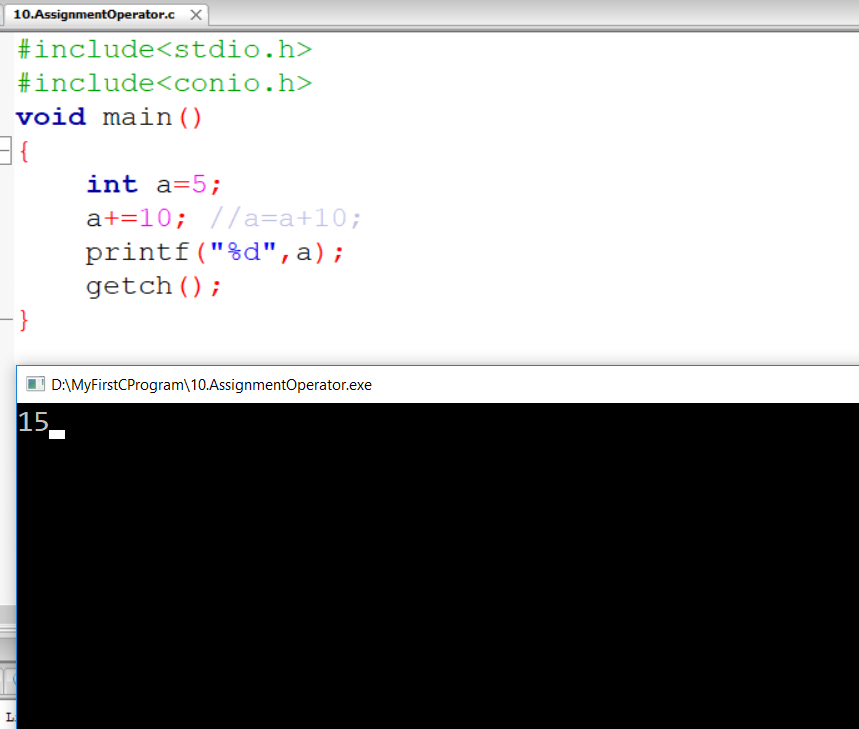 10.AssignmentOperator.c
#include<stdio.h>
#include<conio.h>
void main()
{
int a=5;
a+=10; //a=a+10;
printf("%d",a);
getch();
}
D:\MyFirstCProgram\10.AssignmentOperator.exe
15